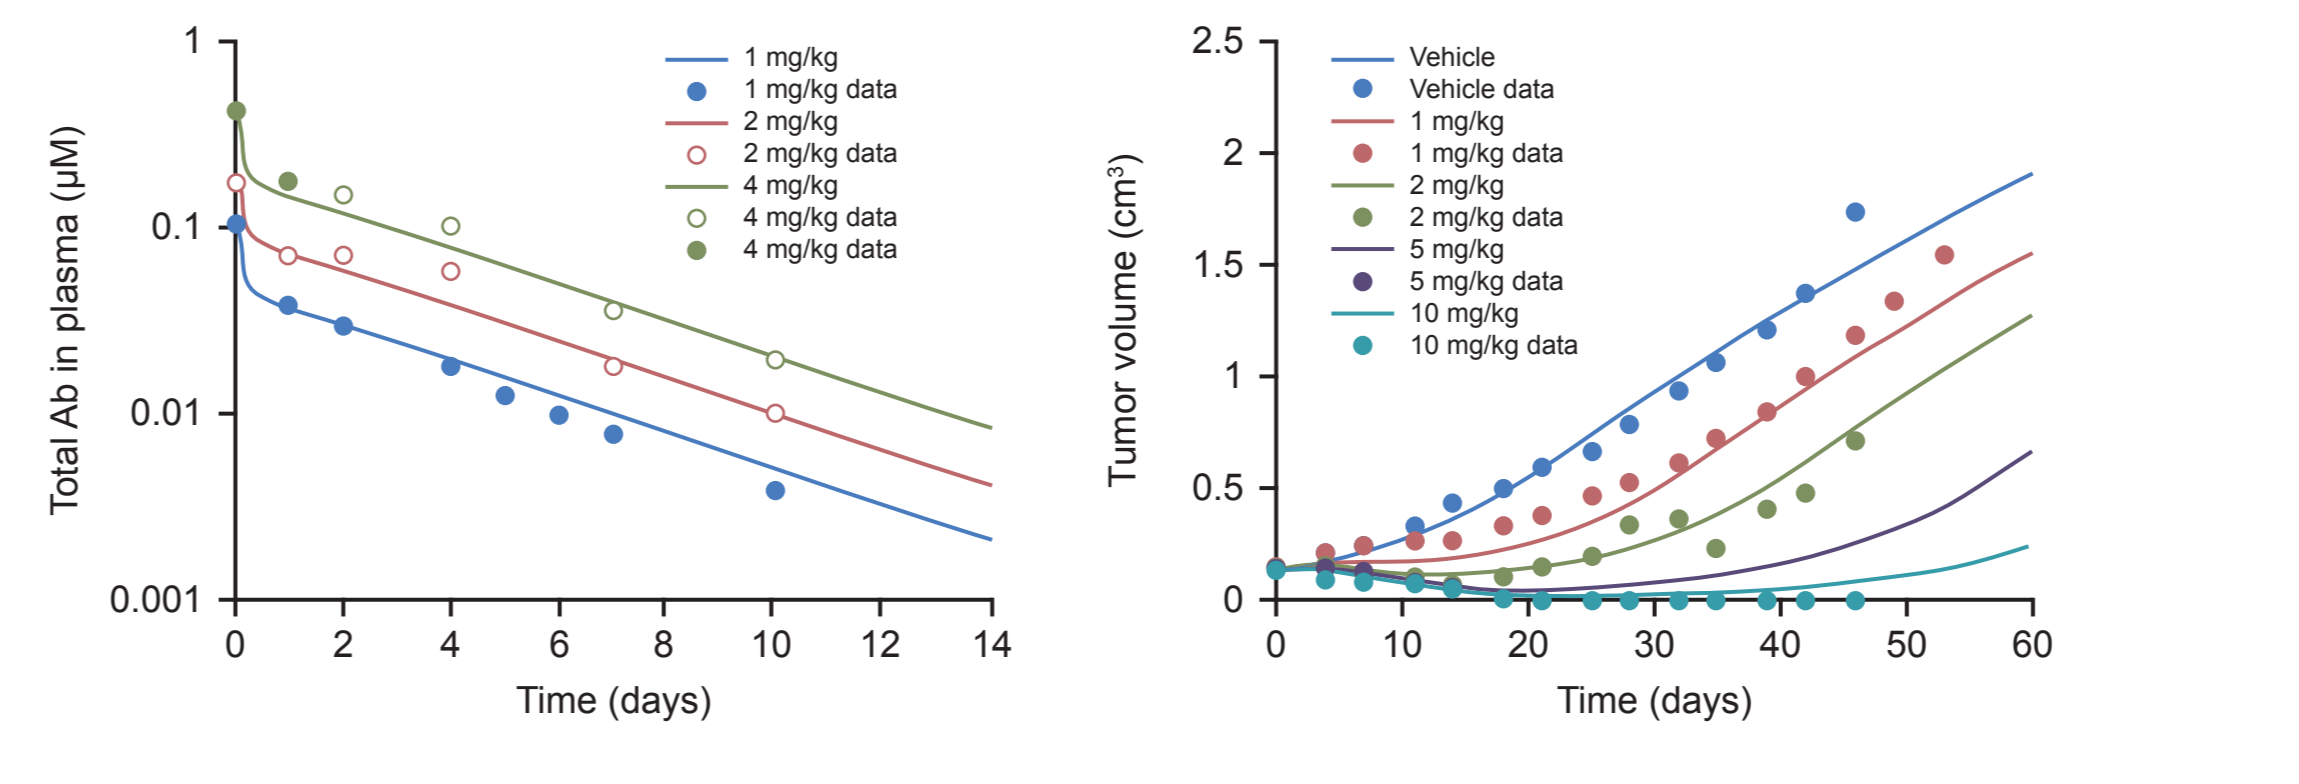 1
0.1
0.01
0.001
Total Ab in plasma (μM)
0 2 4 6 8 10 12 14
Time (days)
1 mg/kg
1 mg/kg data
2 mg/kg
2 mg/kg data
4 mg/kg
4 mg/kg data
4 mg/kg data
2.5
2
1.5
1
0.5
0
Tumor volume (cm³)
0 10 20 30 40 50 60
Time (days)
Vehicle
Vehicle data
1 mg/kg
1 mg/kg data
2 mg/kg
2 mg/kg data
5 mg/kg
5 mg/kg data
10 mg/kg
10 mg/kg data